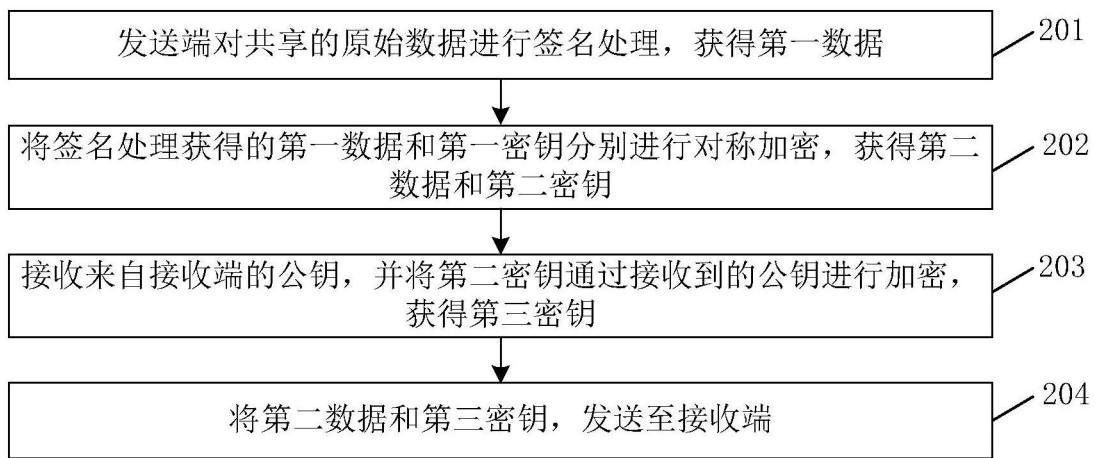 发送端对共享的原始数据进行签名处理，获得第一数据
201
将签名处理获得的第一数据和第一密钥分别进行对称加密，获得第二
数据和第二密钥
202
接收来自接收端的公钥，并将第二密钥通过接收到的公钥进行加密，
获得第三密钥
203
将第二数据和第三密钥，发送至接收端
204